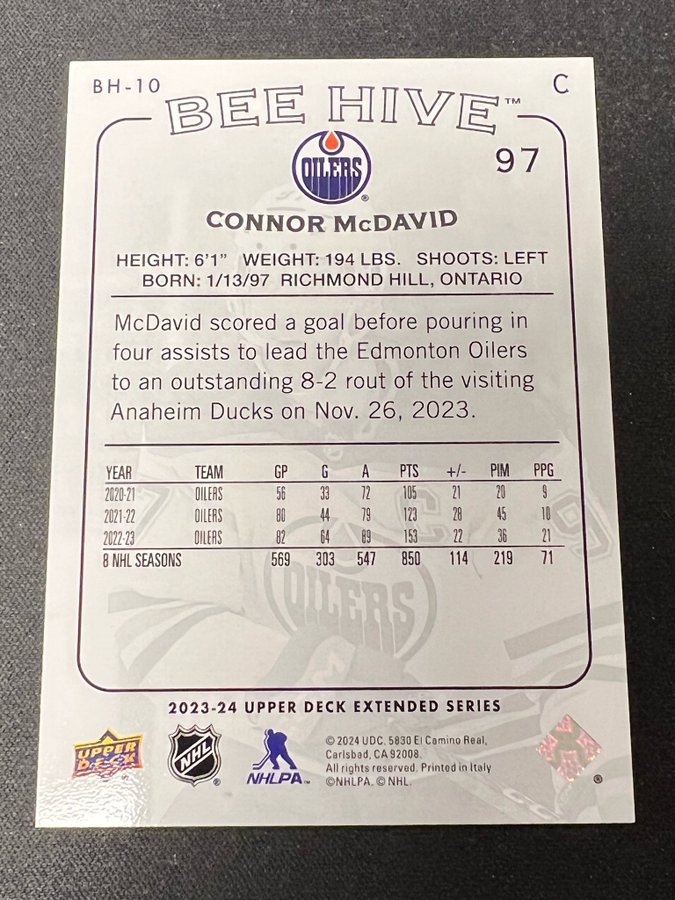 BH-10
C
BEE HIVE™
OILERS
97
CONNOR McDAVID
HEIGHT: 6'1" WEIGHT: 194 LBS. SHOOTS: LEFT
BORN: 1/13/97 RICHMOND HILL, ONTARIO
McDavid scored a goal before pouring in
four assists to lead the Edmonton Oilers
to an outstanding 8-2 rout of the visiting
Anaheim Ducks on Nov. 26, 2023.
YEAR TEAM GP G A PTS +/- PIM PPG
2020-21 OILERS 56 33 72 105 21 20 9
2021-22 OILERS 80 44 79 123 28 45 10
2022-23 OILERS 82 64 89 153 22 36 21
8 NHL SEASONS 569 303 547 850 114 219 71
OILERS
2023-24 UPPER DECK EXTENDED SERIES
UPPER
DECK
NHL
NHLPA
© 2024 UDC. 5830 El Camino Real,
Carlsbad, CA 92008.
All rights reserved. Printed in Italy
©NHLPA. © NHL.